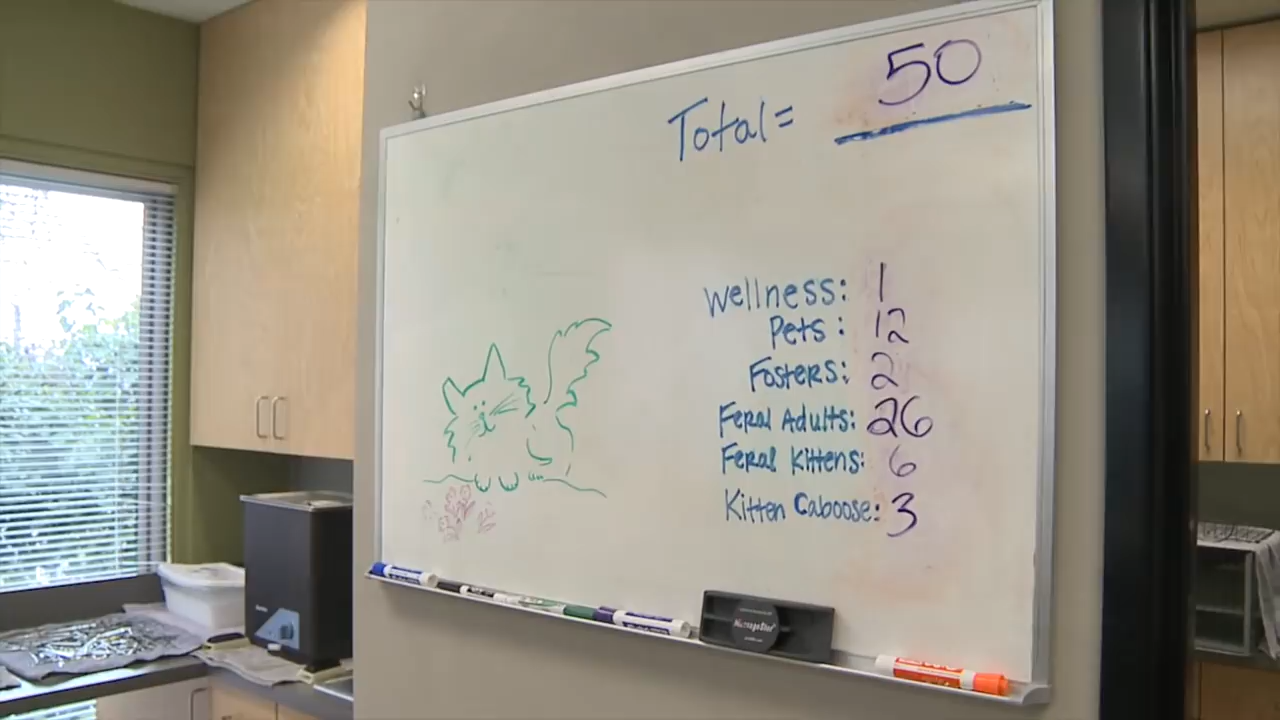 Total = 50
Wellness: 1
Pets: 12
Fosters: 2
Feral Adults: 26
Feral Kittens: 6
Kitten Caboose: 3